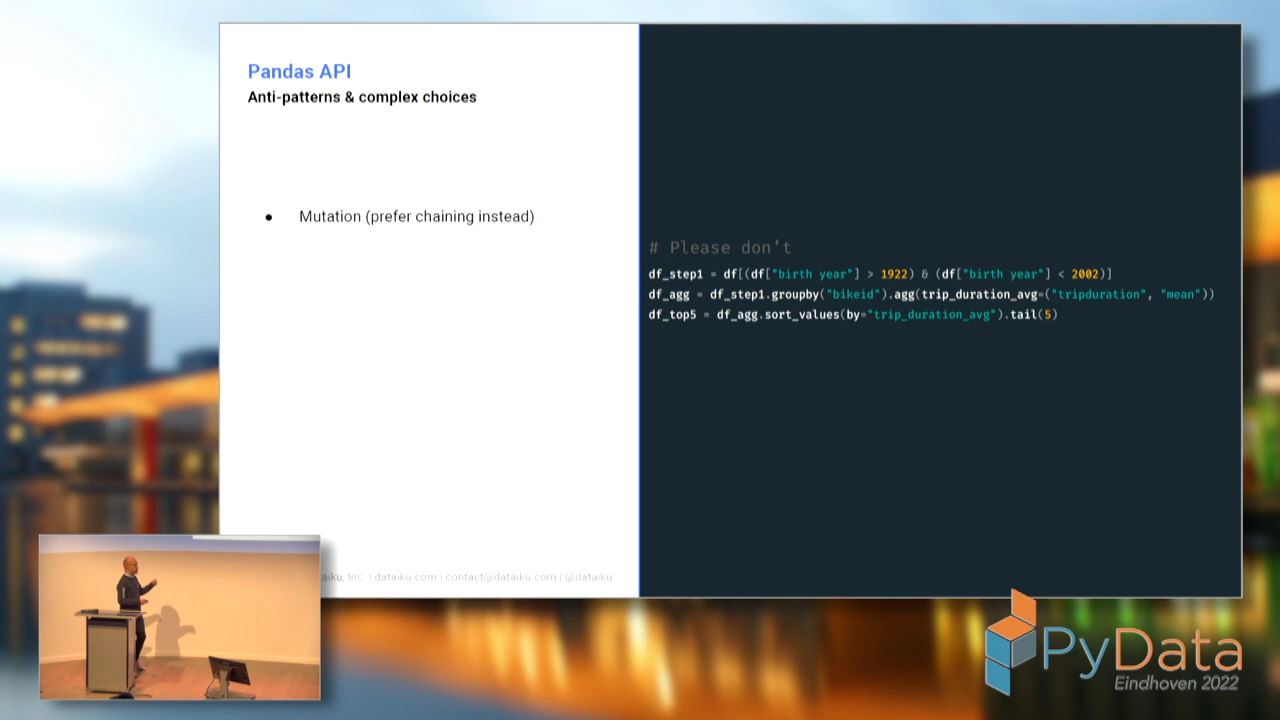 Pandas API
Anti-patterns & complex choices
● Mutation (prefer chaining instead)
# Please don't
df_step1 = df[(df["birth year"] > 1922) & (df["birth year"] < 2002)]
df_agg = df_step1.groupby("bikeid").agg(trip_duration_avg=("tripduration", "mean"))
df_top5 = df_agg.sort_values(by="trip_duration_avg").tail(5)
aiku, Inc. | dataiku.com | contact@dataiku.com | @dataiku
PyData
Eindhoven 2022